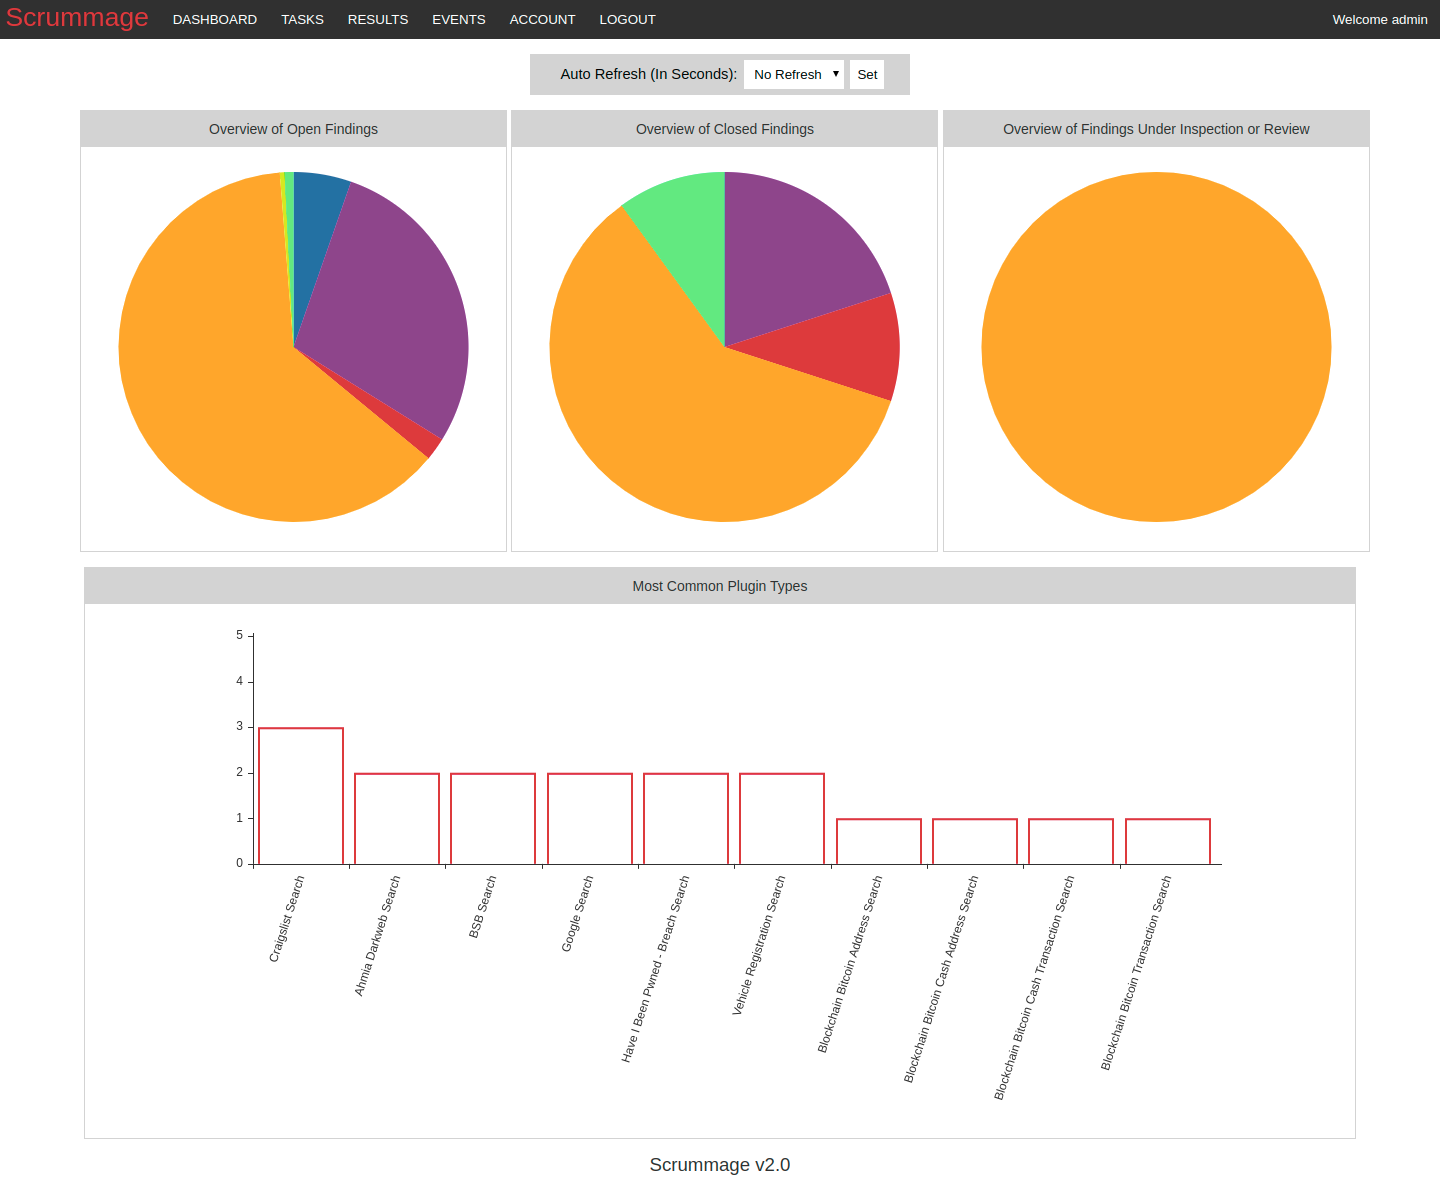 Scrummage DASHBOARD TASKS RESULTS EVENTS ACCOUNT LOGOUT Welcome admin
Auto Refresh (In Seconds): No Refresh Set
Overview of Open Findings
Overview of Closed Findings
Overview of Findings Under Inspection or Review
Most Common Plugin Types
5
4
3
2
1
0
Craigslist Search
Ahmia Darkweb Search
BSB Search
Google Search
Have I Been Pwned - Breach Search
Vehicle Registration Search
Blockchain Bitcoin Address Search
Blockchain Bitcoin Cash Address Search
Blockchain Bitcoin Cash Transaction Search
Blockchain Bitcoin Transaction Search
Scrummage v2.0